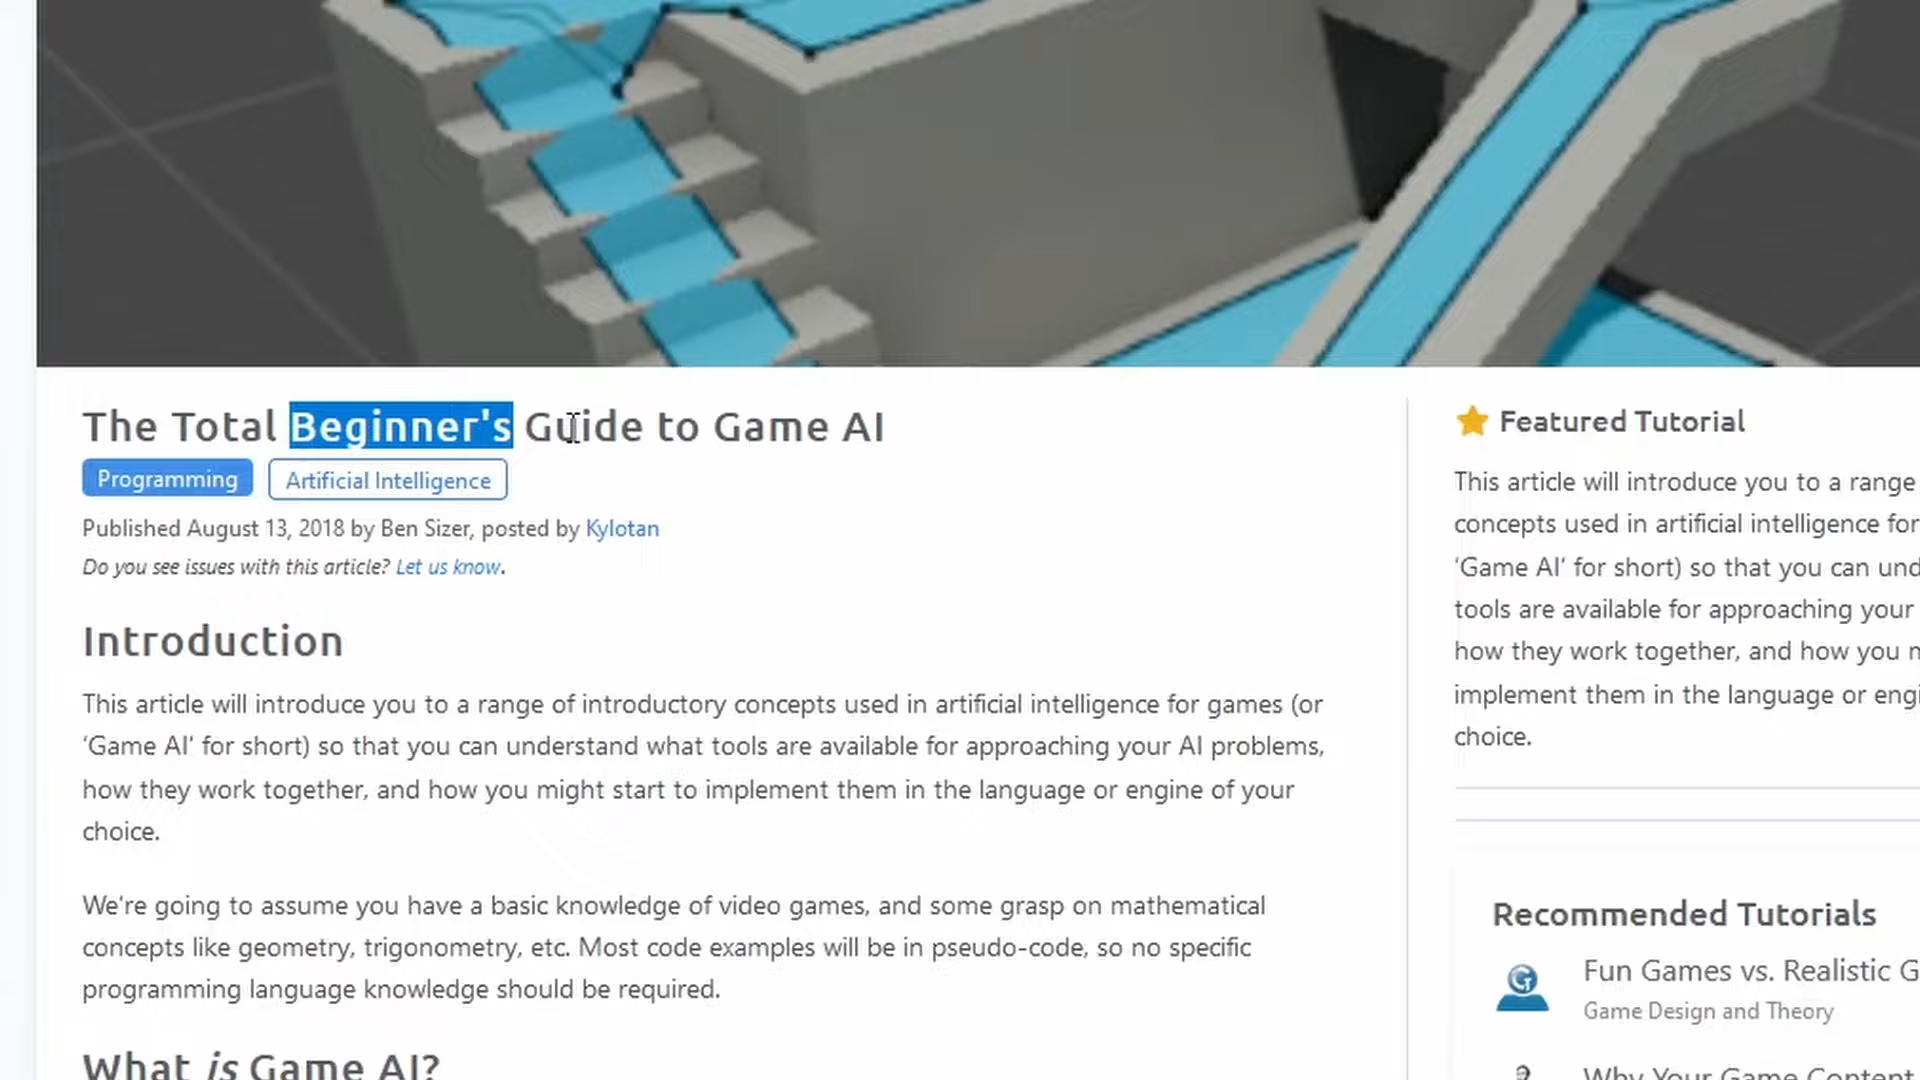 The Total Beginner's Guide to Game AI
Programming
Artificial Intelligence
Published August 13, 2018 by Ben Sizer, posted by Kylotan
Do you see issues with this article? Let us know.
Introduction
This article will introduce you to a range of introductory concepts used in artificial intelligence for games (or
‘Game AI’ for short) so that you can understand what tools are available for approaching your AI problems,
how they work together, and how you might start to implement them in the language or engine of your
choice.
We’re going to assume you have a basic knowledge of video games, and some grasp on mathematical
concepts like geometry, trigonometry, etc. Most code examples will be in pseudo-code, so no specific
programming language knowledge should be required.
What is Game AI?
Featured Tutorial
This article will introduce you to a range
concepts used in artificial intelligence for
‘Game AI’ for short) so that you can
tools are available for approaching your
how they work together, and how you
implement them in the language or
choice.
Recommended Tutorials
Fun Games vs. Realistic
Game Design and Theory
Why Your Game Content